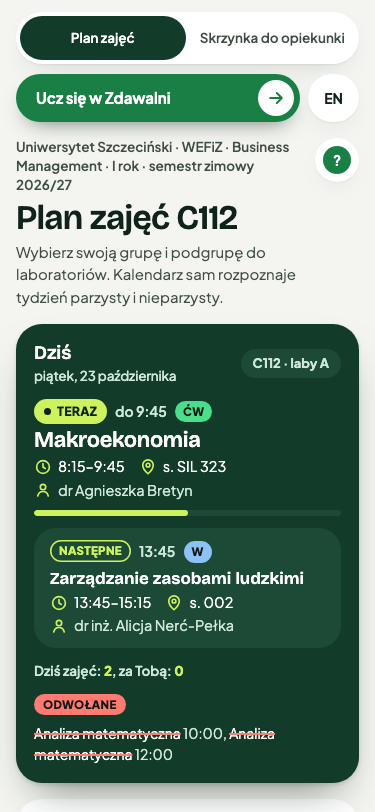 Plan zajęć
Skrzynka do opiekunki
Ucz się w Zdawalni
EN
Uniwersytet Szczeciński · WEFiZ · Business
Management · I rok · semestr zimowy
2026/27
?
Plan zajęć C112
Wybierz swoją grupę i podgrupę do
laboratoriów. Kalendarz sam rozpoznaje
tydzień parzysty i nieparzysty.
Dziś
piątek, 23 października
C112 · laby A
TERAZ do 9:45 ĆW
Makroekonomia
8:15–9:45 s. SIL 323
dr Agnieszka Bretyn
NASTĘPNE 13:45 W
Zarządzanie zasobami ludzkimi
13:45–15:15 s. 002
dr inż. Alicja Nerć-Pełka
Dziś zajęć: 2, za Tobą: 0
ODWOŁANE
Analiza matematyczna 10:00, Analiza
matematyczna 12:00